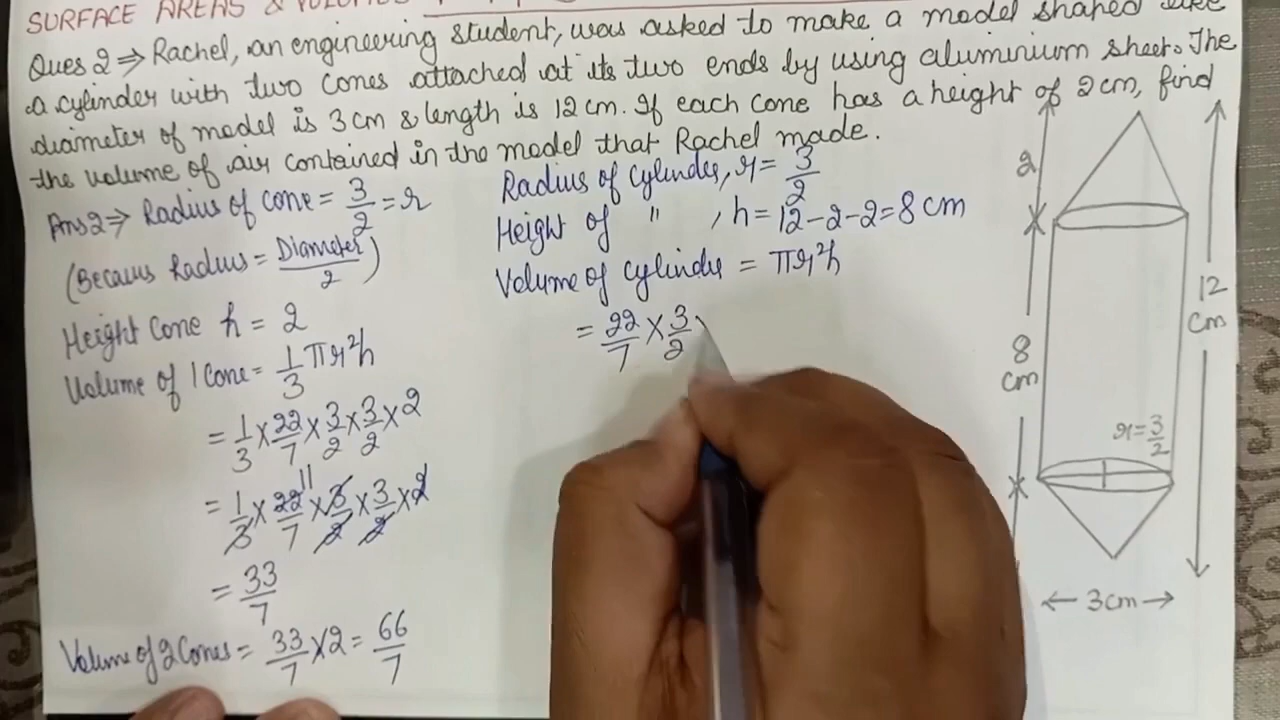 SURFACE AREAS &
Ques 2 ⇒ Rachel, an engineering student, was asked to make a model shaped like
a cylinder with two cones attached at its two ends by using aluminium sheet. The
diameter of model is 3 cm & length is 12 cm. If each cone has a height of 2 cm, find
the volume of air contained in the model that Rachel made.
Ans 2 ⇒ Radius of cone = 3/2 = r
(Becaus Radius = Diameter/2)
Height Cone h = 2
Volume of 1 Cone = 1/3 πr²h
= 1/3 × 22/7 × 3/2 × 3/2 × 2
= 1/3 × 22/7 × 3/2 × 3/2 × 2
11
= 33/7
Volume of 2 Cones = 33/7 × 2 = 66/7
Radius of cylinder, r = 3/2
Height of " , h = 12-2-2 = 8 cm
Volume of cylinder = πr²h
= 22/7 × 3/2
2
8
cm
12
cm
r = 3/2
← 3cm →